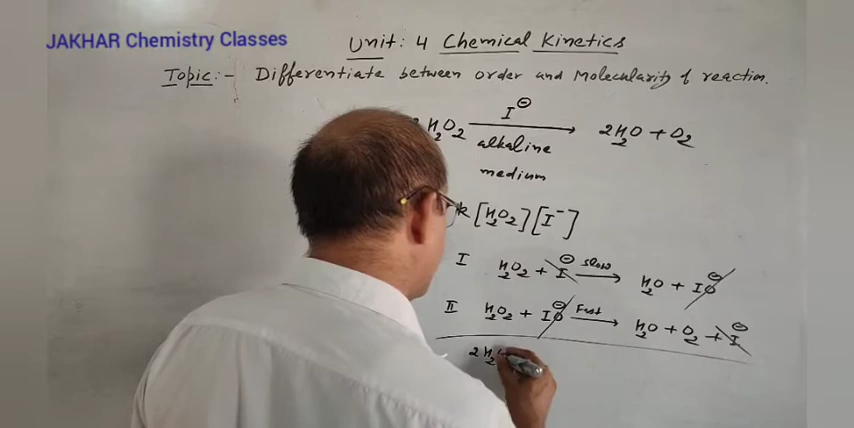 JAKHAR Chemistry Classes
Unit: 4 Chemical Kinetics
Topic:- Differentiate between order and Molecularity of reaction.
H₂O₂ I⊖ → 2H₂O + O₂
alkaline
medium
k [H₂O₂] [I⁻]
I H₂O₂ + I⊖ slow → H₂O + IO⊖
II H₂O₂ + IO⊖ Fast → H₂O + O₂ + I⊖
2H₂